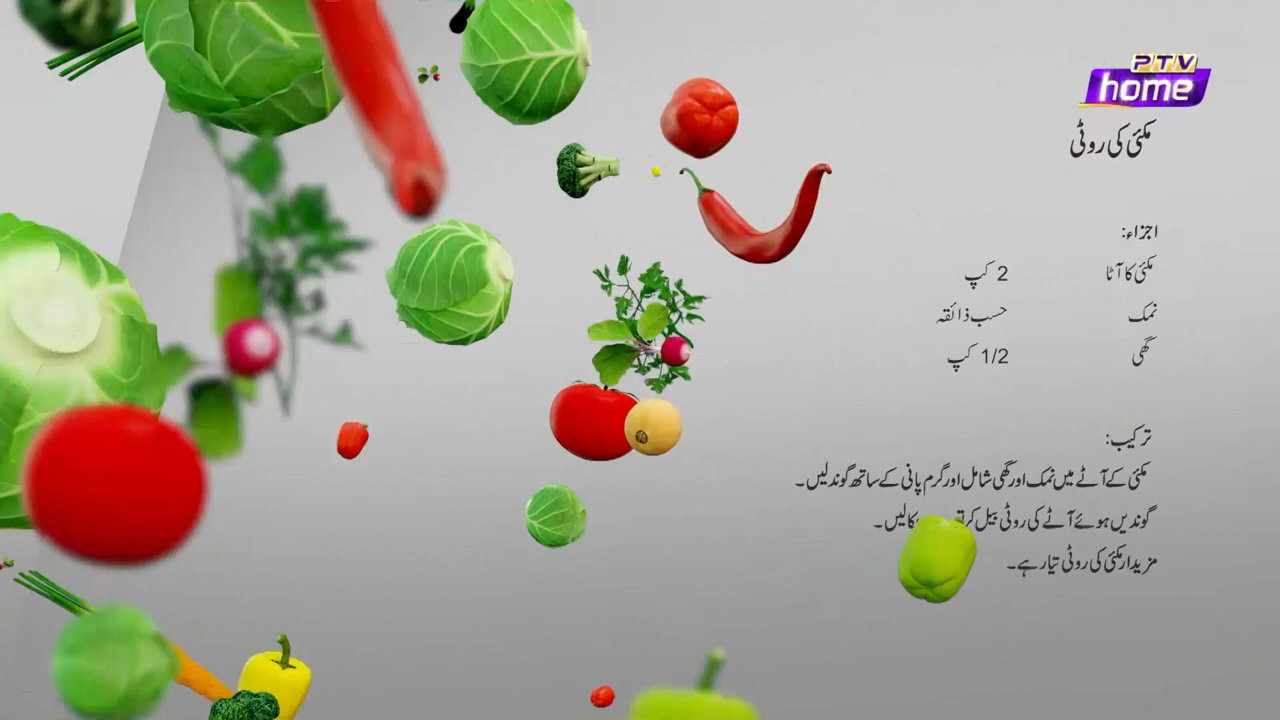 PTV
home
مکئی کی روٹی
اجزاء:
مکئی کا آٹا 2 کپ
نمک حسب ذائقہ
گھی 1/2 کپ
ترکیب:
مکئی کے آٹے میں نمک اور گھی شامل اور گرم پانی کے ساتھ گوند لیں۔
گوندیں ہوئے آٹے کی روٹی بیل کر
مزیدار مکئی کی روٹی تیار ہے۔